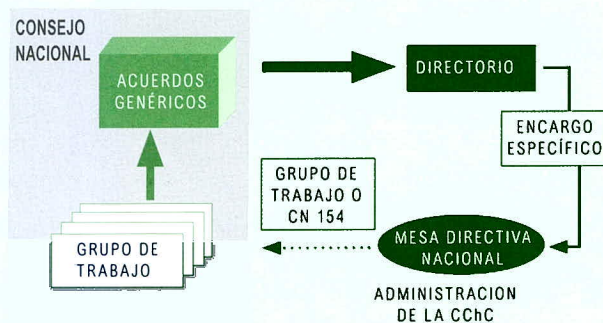 CONSEJO
NACIONAL
ACUERDOS
GENÉRICOS
DIRECTORIO
ENCARGO
ESPECÍFICO
GRUPO DE
TRABAJO O
CN 154
GRUPO DE
TRABAJO
MESA DIRECTIVA
NACIONAL
ADMINISTRACION
DE LA CChC